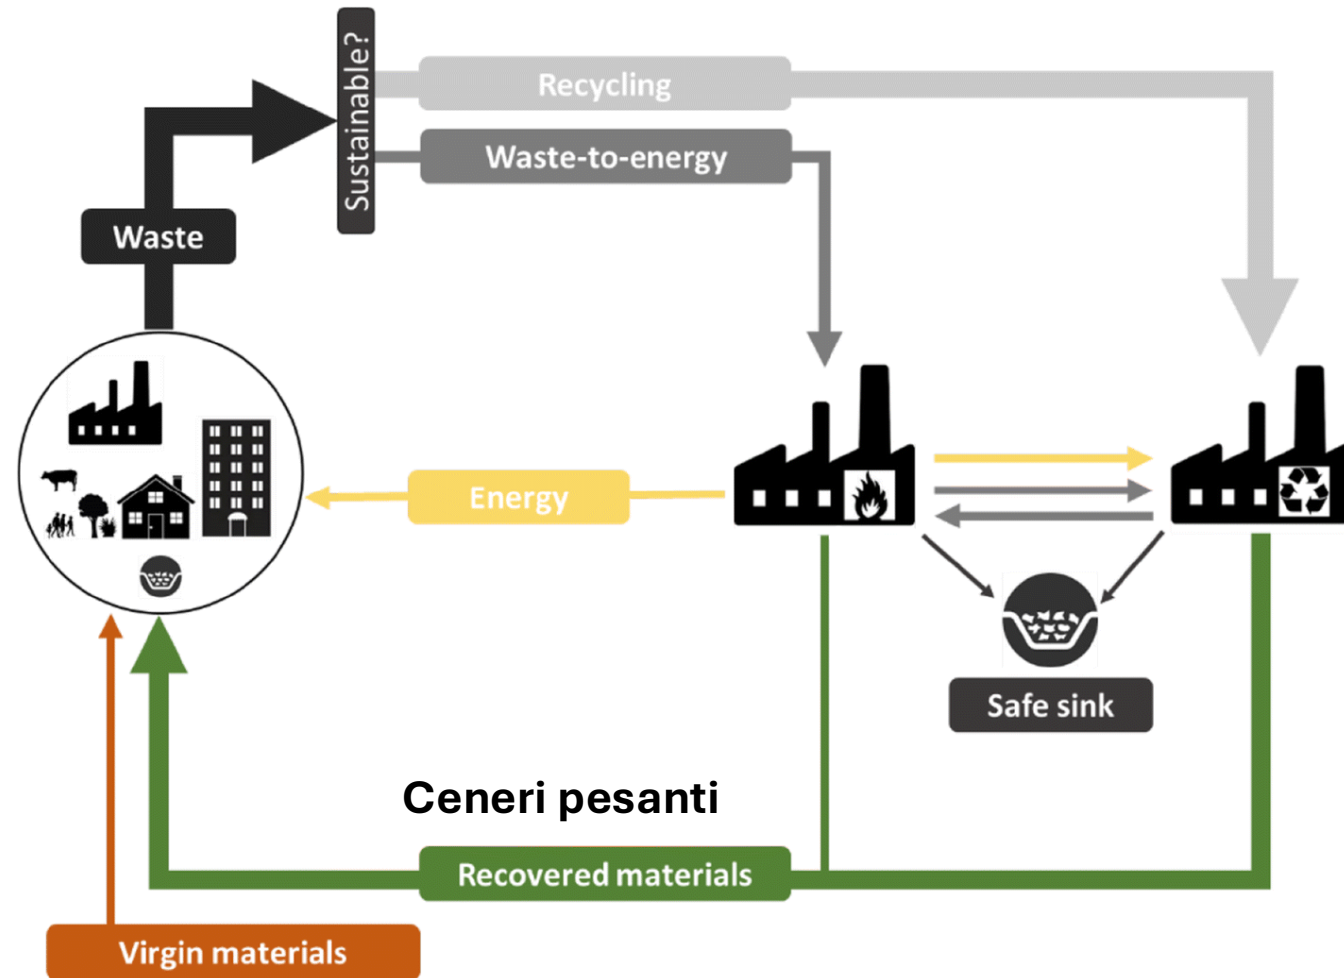 Sustainable?
Recycling
Waste-to-energy
Waste
Energy
Safe sink
Ceneri pesanti
Recovered materials
Virgin materials